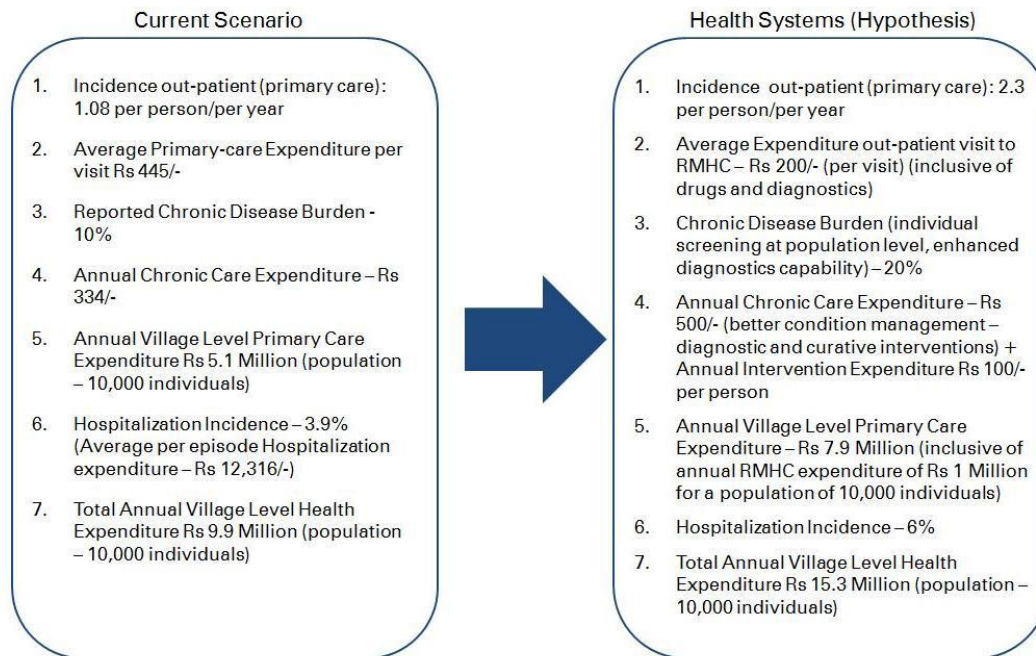 Current Scenario
1. Incidence out-patient (primary care):
1.08 per person/per year
2. Average Primary-care Expenditure per
visit Rs 445/-
3. Reported Chronic Disease Burden -
10%
4. Annual Chronic Care Expenditure – Rs
334/-
5. Annual Village Level Primary Care
Expenditure Rs 5.1 Million (population
– 10,000 individuals)
6. Hospitalization Incidence – 3.9%
(Average per episode Hospitalization
expenditure – Rs 12,316/-)
7. Total Annual Village Level Health
Expenditure Rs 9.9 Million (population
– 10,000 individuals)
Health Systems (Hypothesis)
1. Incidence out-patient (primary care): 2.3
per person/per year
2. Average Expenditure out-patient visit to
RMHC – Rs 200/- (per visit) (inclusive of
drugs and diagnostics)
3. Chronic Disease Burden (individual
screening at population level, enhanced
diagnostics capability) – 20%
4. Annual Chronic Care Expenditure – Rs
500/- (better condition management –
diagnostic and curative interventions) +
Annual Intervention Expenditure Rs 100/-
per person
5. Annual Village Level Primary Care
Expenditure – Rs 7.9 Million (inclusive of
annual RMHC expenditure of Rs 1 Million
for a population of 10,000 individuals)
6. Hospitalization Incidence – 6%
7. Total Annual Village Level Health
Expenditure Rs 15.3 Million (population –
10,000 individuals)